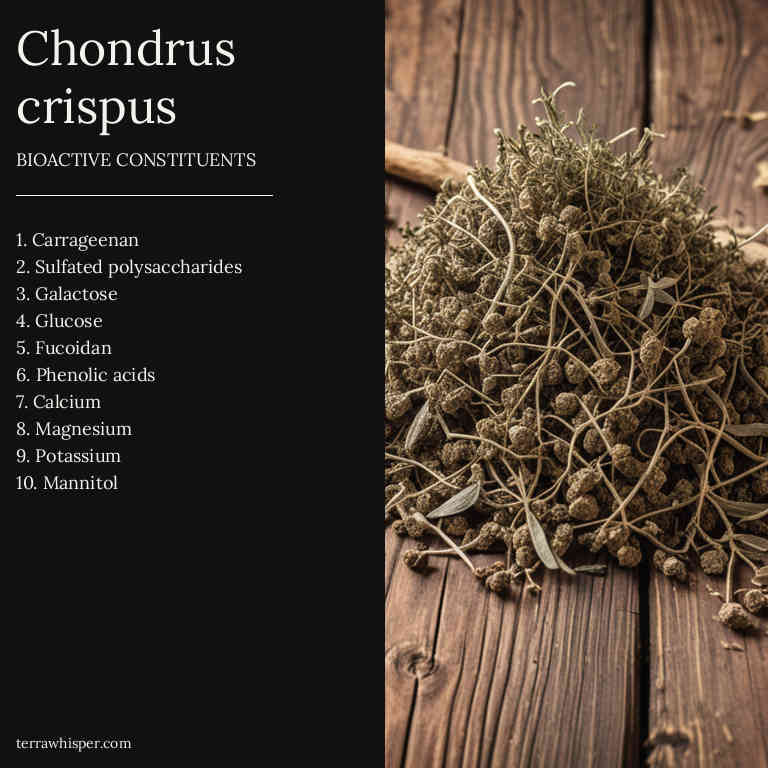 Chondrus
crispus
BIOACTIVE CONSTITUENTS
1. Carrageenan
2. Sulfated polysaccharides
3. Galactose
4. Glucose
5. Fucoidan
6. Phenolic acids
7. Calcium
8. Magnesium
9. Potassium
10. Mannitol
terrawhisper.com